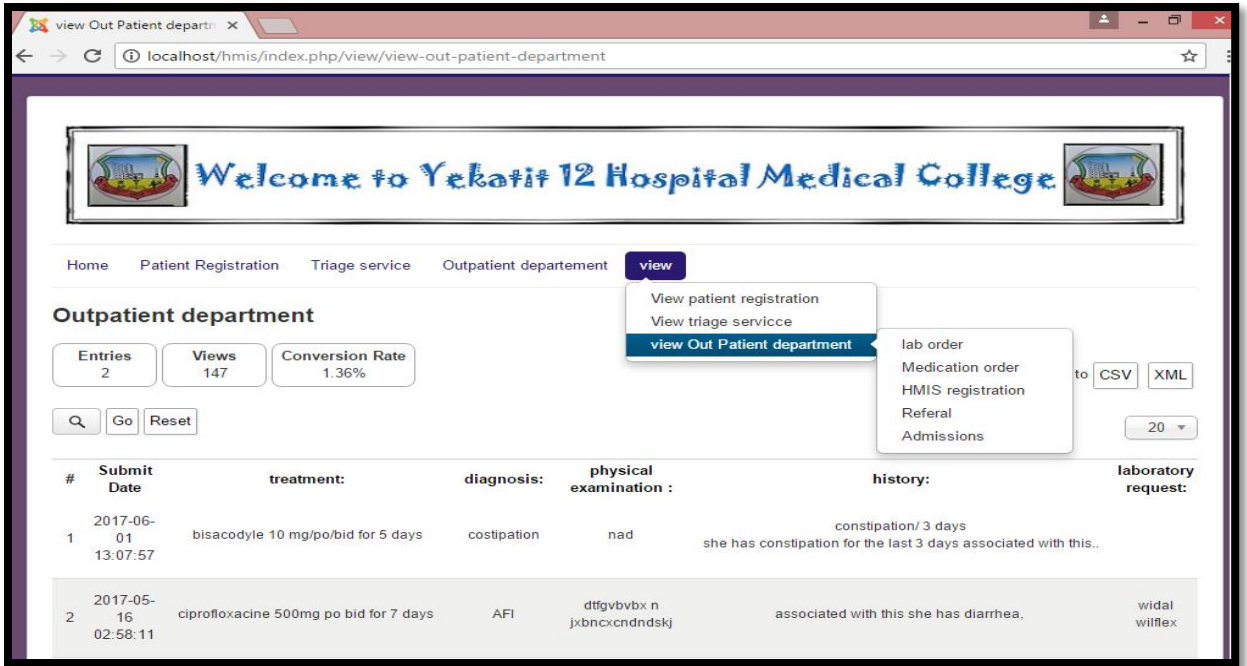 view Out Patient departn
localhost/hmis/index.php/view/view-out-patient-department
Welcome to Yekatit 12 Hospital Medical College
Home Patient Registration Triage service Outpatient departement view
View patient registration
View triage servicce
view Out Patient department
lab order
Medication order
HMIS registration
Referal
Admissions
Outpatient department
Entries Views Conversion Rate
2 147 1.36%
to CSV XML
Go Reset
20
# Submit Date treatment: diagnosis: physical examination : history: laboratory request:
1 2017-06-01 13:07:57 bisacodyle 10 mg/po/bid for 5 days costipation nad constipation/ 3 days
she has constipation for the last 3 days associated with this..
2 2017-05-16 02:58:11 ciprofloxacine 500mg po bid for 7 days AFI dtfgvbvbx n jxbncxcndndskj associated with this she has diarrhea, widal wilflex